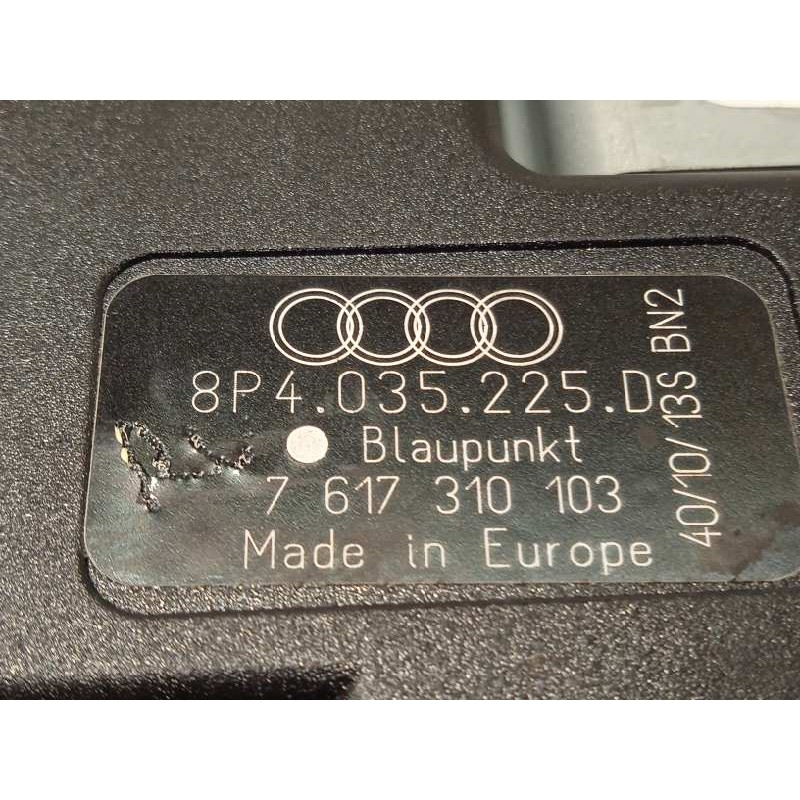 8P4.035.225.D
Blaupunkt
7 617 310 103
Made in Europe
40/10/13S BN2